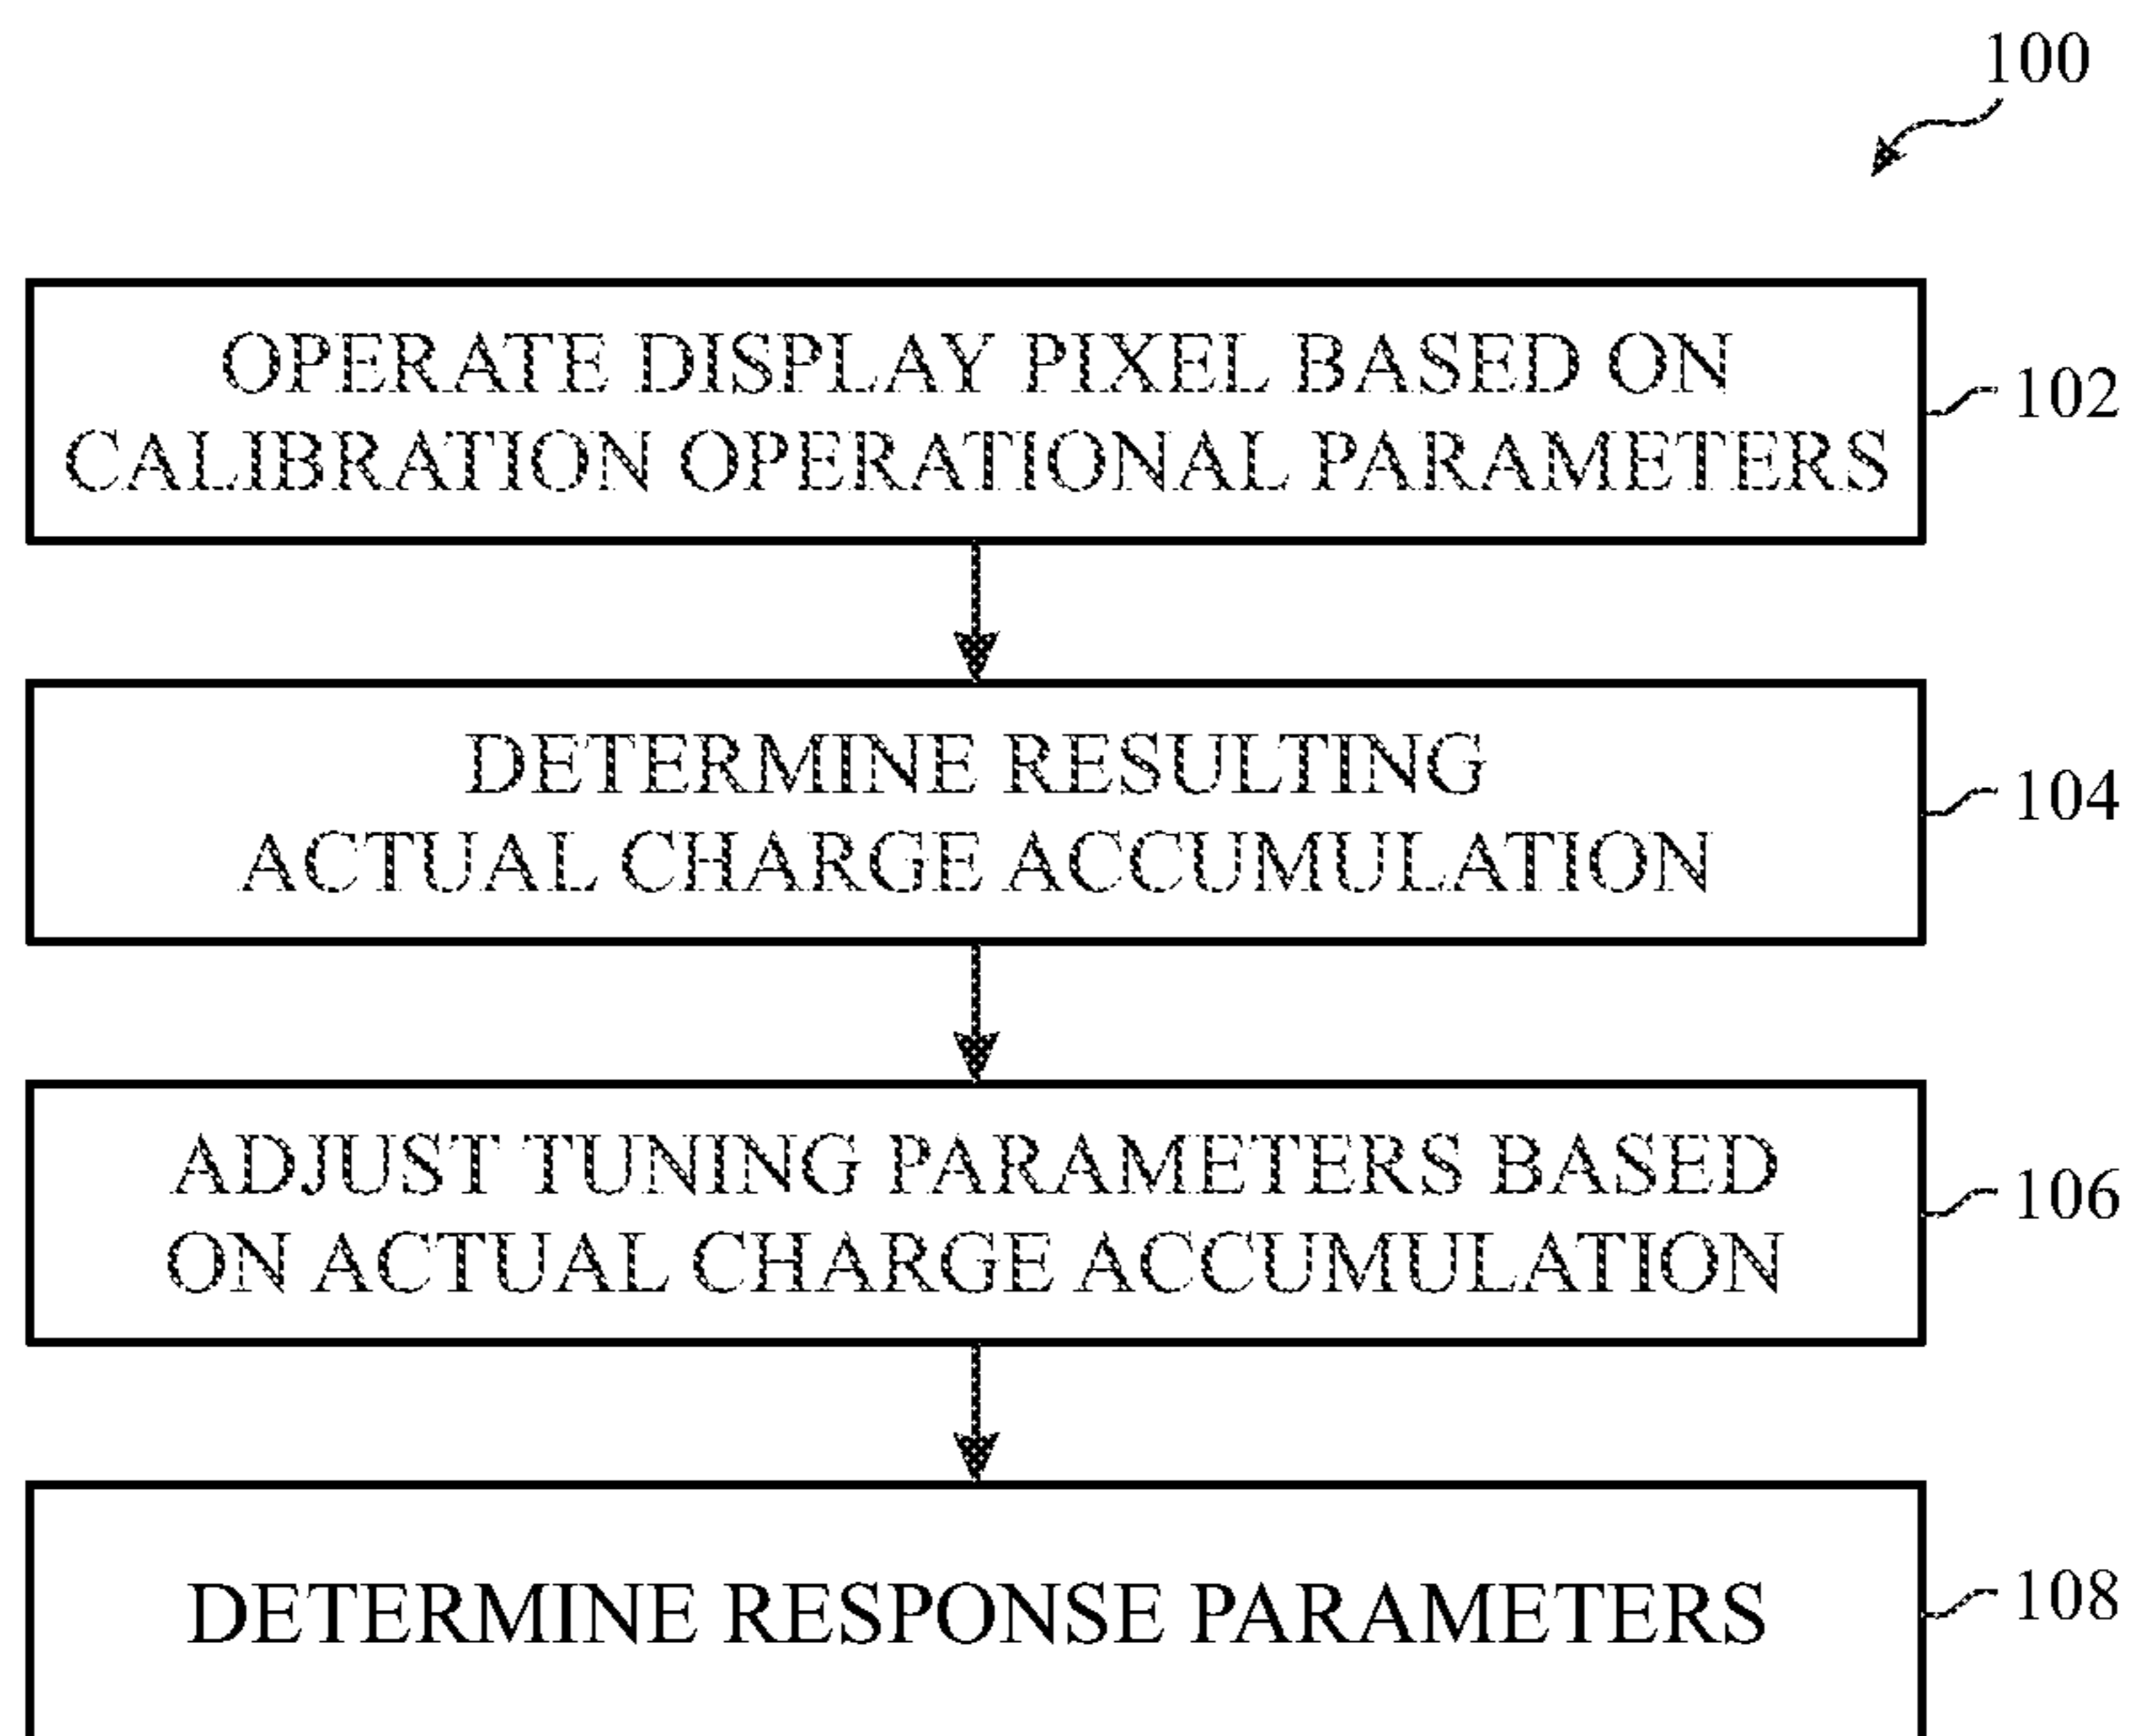 100
OPERATE DISPLAY PIXEL BASED ON
CALIBRATION OPERATIONAL PARAMETERS
102
DETERMINE RESULTING
ACTUAL CHARGE ACCUMULATION
104
ADJUST TUNING PARAMETERS BASED
ON ACTUAL CHARGE ACCUMULATION
106
DETERMINE RESPONSE PARAMETERS
108